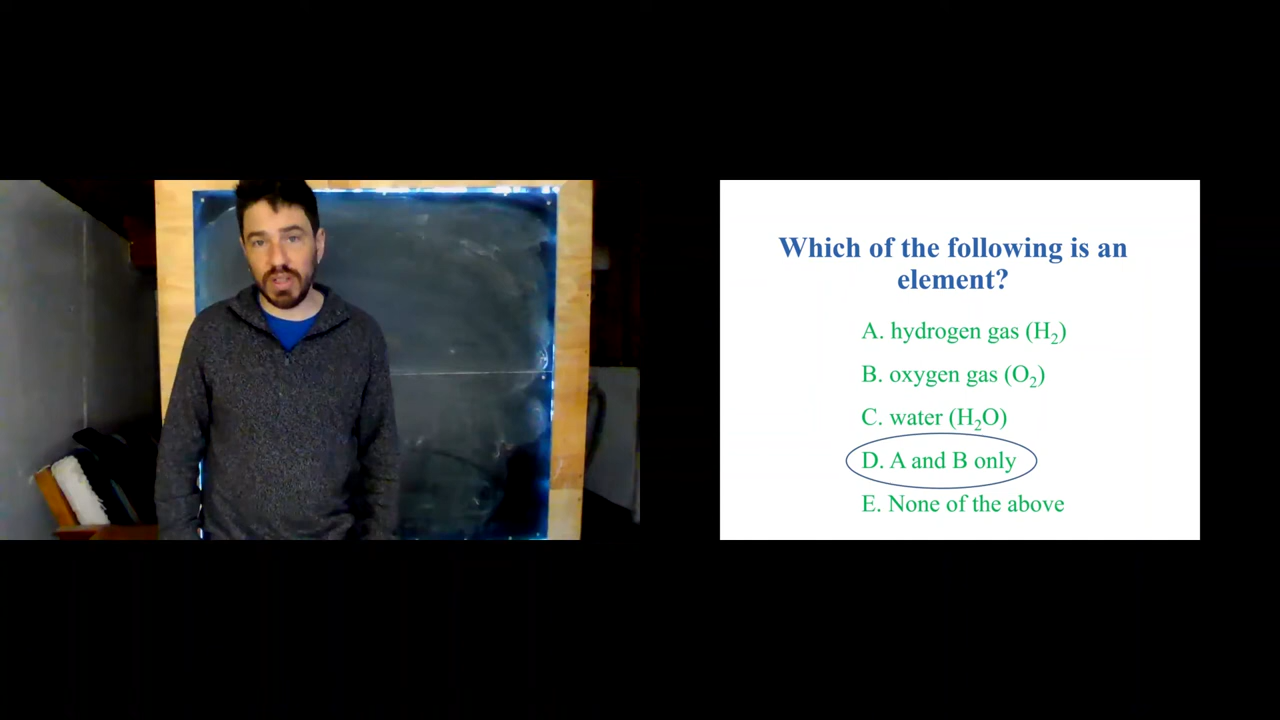 Which of the following is an
element?
A. hydrogen gas (H₂)
B. oxygen gas (O₂)
C. water (H₂O)
D. A and B only
E. None of the above